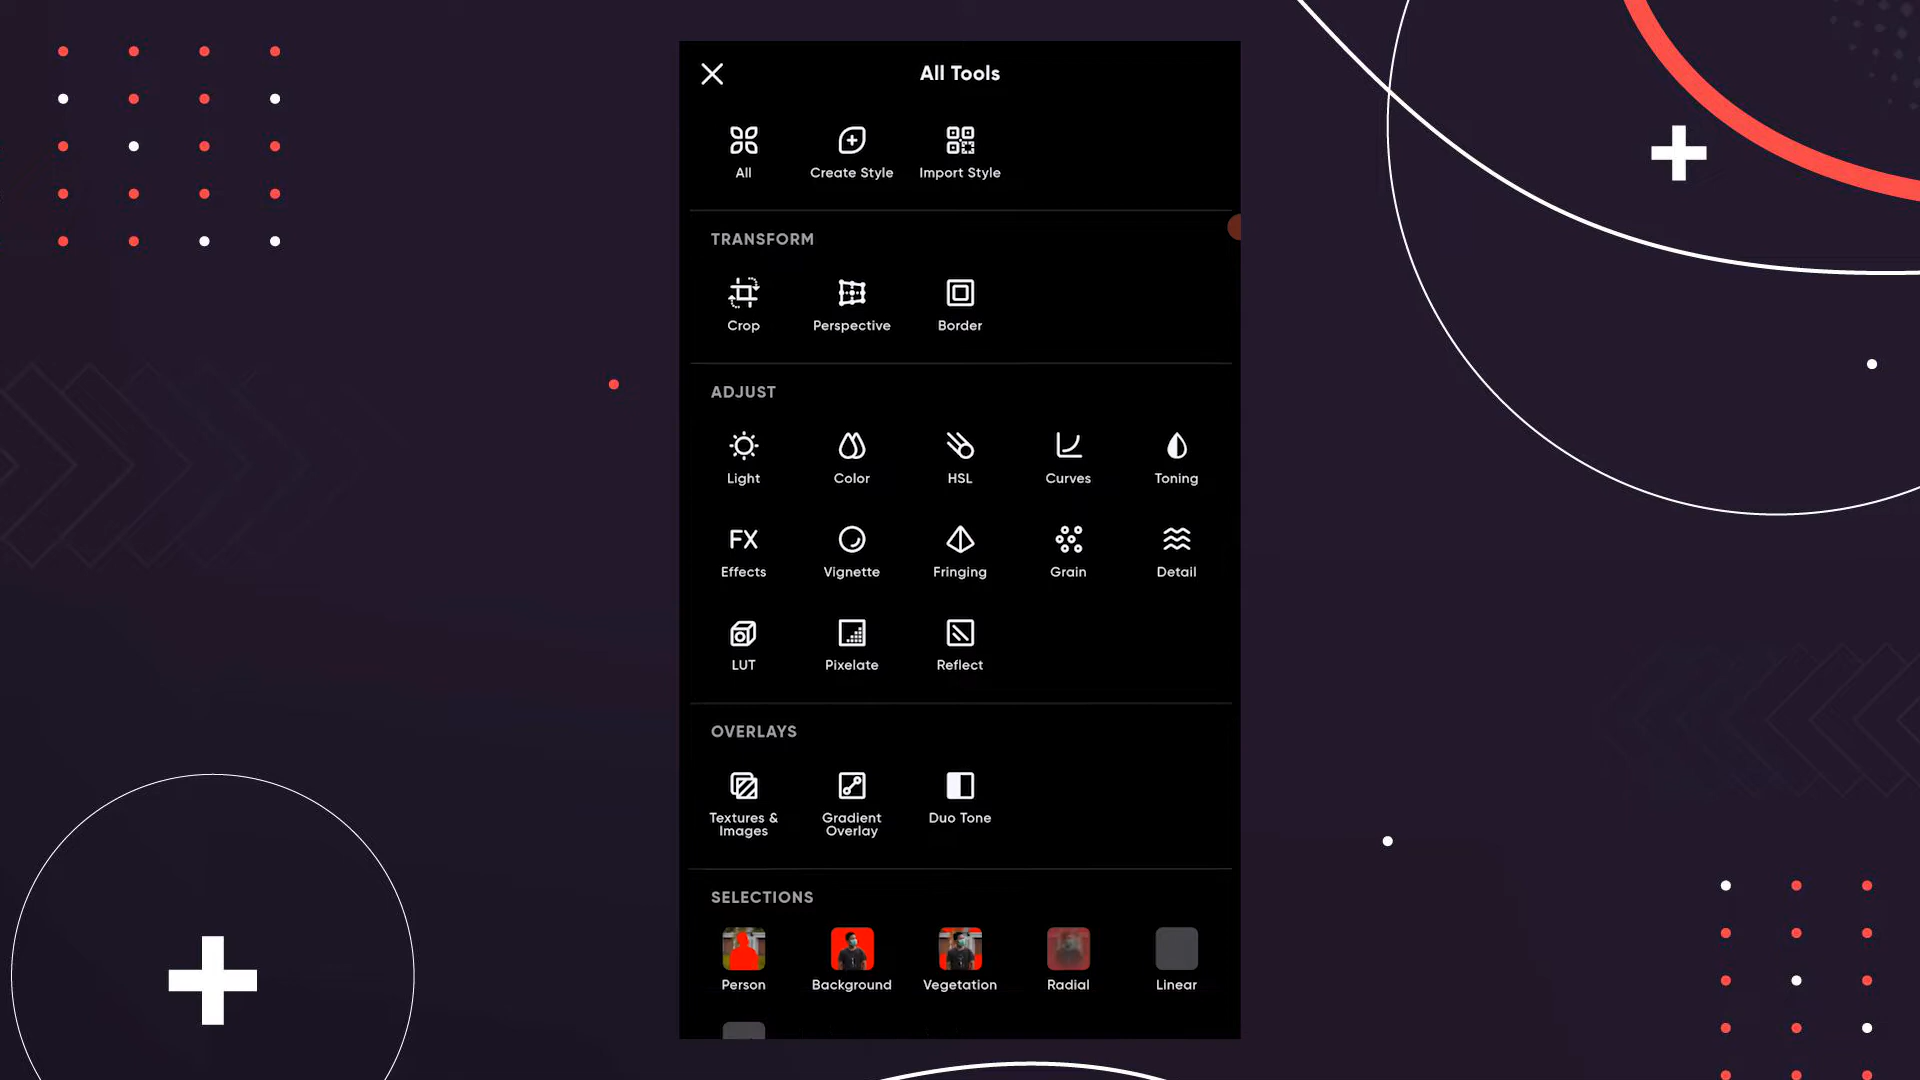 All Tools
All Create Style Import Style
TRANSFORM
Crop Perspective Border
ADJUST
Light Color HSL Curves Toning
FX
Effects Vignette Fringing Grain Detail
LUT Pixelate Reflect
OVERLAYS
Textures & Gradient Duo Tone
Images Overlay
SELECTIONS
Person Background Vegetation Radial Linear